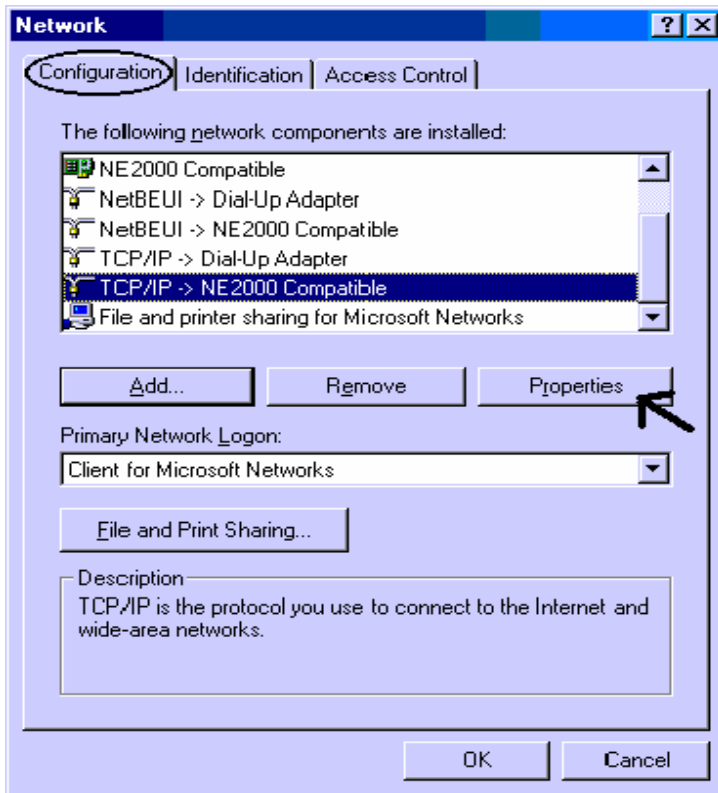 Network
Configuration Identification Access Control
The following network components are installed:
NE2000 Compatible
NetBEUI -> Dial-Up Adapter
NetBEUI -> NE2000 Compatible
TCP/IP -> Dial-Up Adapter
TCP/IP -> NE2000 Compatible
File and printer sharing for Microsoft Networks
Add... Remove Properties
Primary Network Logon:
Client for Microsoft Networks
File and Print Sharing...
Description
TCP/IP is the protocol you use to connect to the Internet and
wide-area networks.
OK Cancel